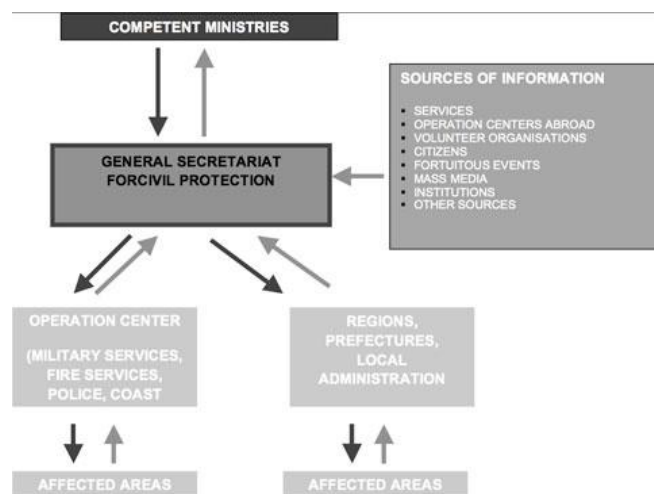 COMPETENT MINISTRIES
SOURCES OF INFORMATION
▪ SERVICES
▪ OPERATION CENTERS ABROAD
▪ VOLUNTEER ORGANISATIONS
▪ CITIZENS
▪ FORTUITOUS EVENTS
▪ MASS MEDIA
▪ INSTITUTIONS
▪ OTHER SOURCES
GENERAL SECRETARIAT
FORCIVIL PROTECTION
OPERATION CENTER
(MILITARY SERVICES,
FIRE SERVICES,
POLICE, COAST
REGIONS,
PREFECTURES,
LOCAL
ADMINISTRATION
AFFECTED AREAS
AFFECTED AREAS